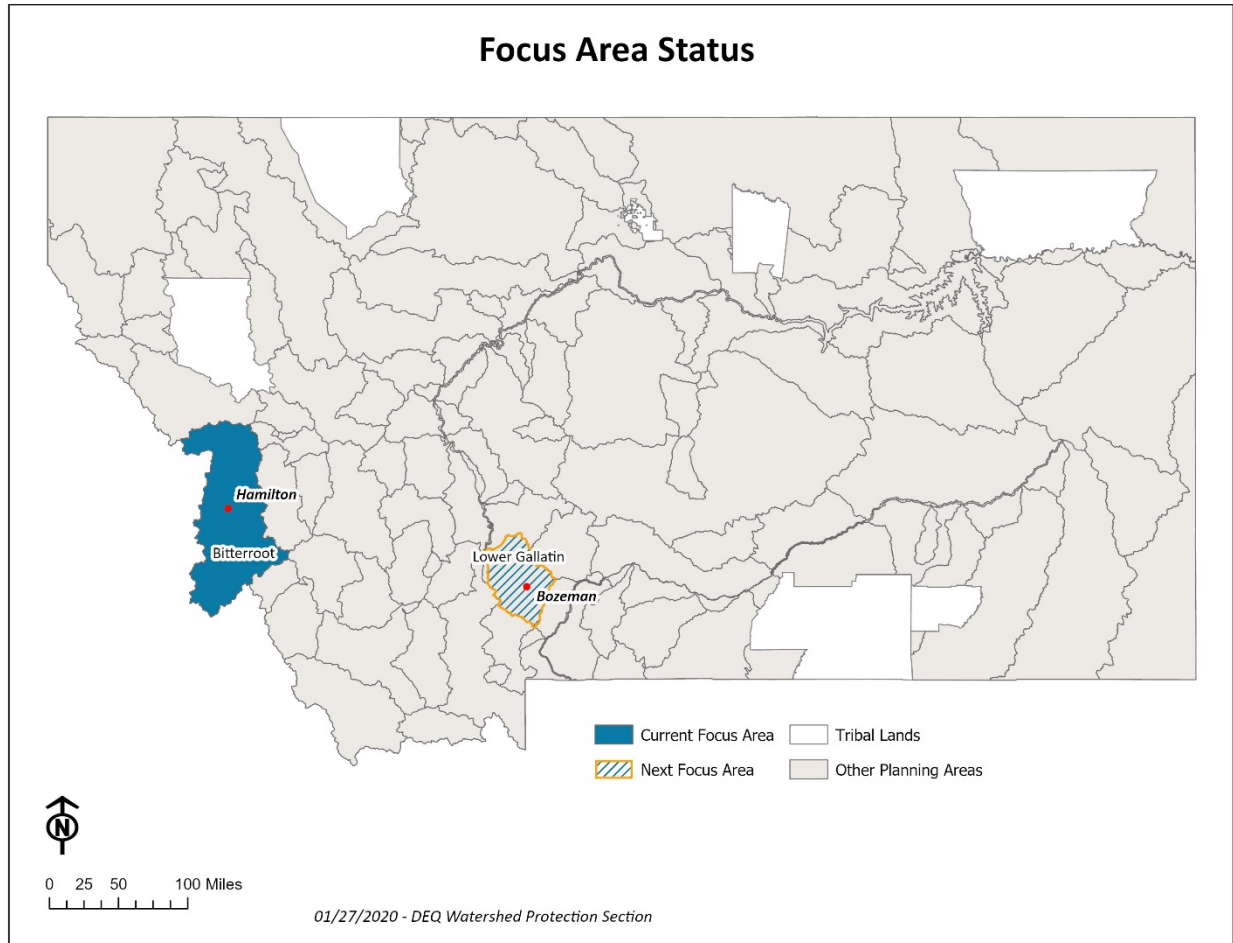 Focus Area Status
Hamilton
Bitterroot
Lower Gallatin
Bozeman
Current Focus Area
Tribal Lands
Next Focus Area
Other Planning Areas
N
0 25 50 100 Miles
01/27/2020 - DEQ Watershed Protection Section